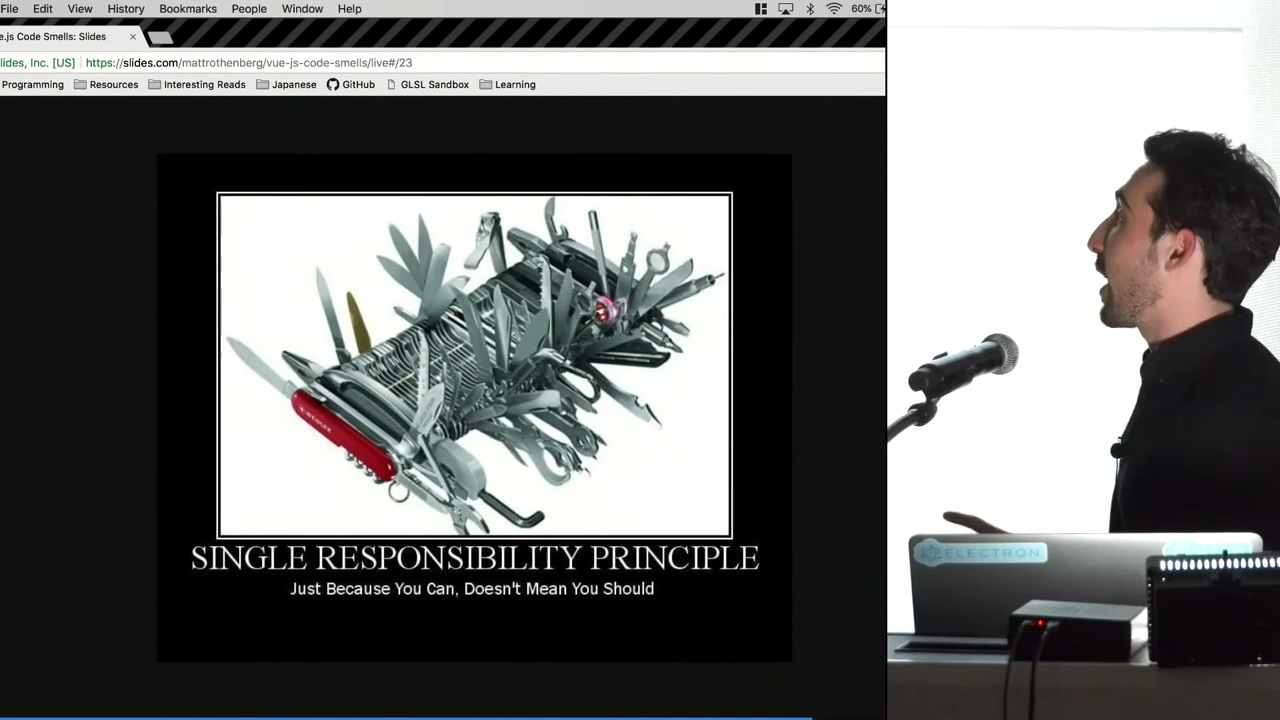 File Edit View History Bookmarks People Window Help 60%
e.js Code Smells: Slides
lides, Inc. [US] https://slides.com/mattrothenberg/vue-js-code-smells/live#/23
Programming Resources Interesting Reads Japanese GitHub GLSL Sandbox Learning
WENGER
SINGLE RESPONSIBILITY PRINCIPLE
Just Because You Can, Doesn't Mean You Should
ELECTRON